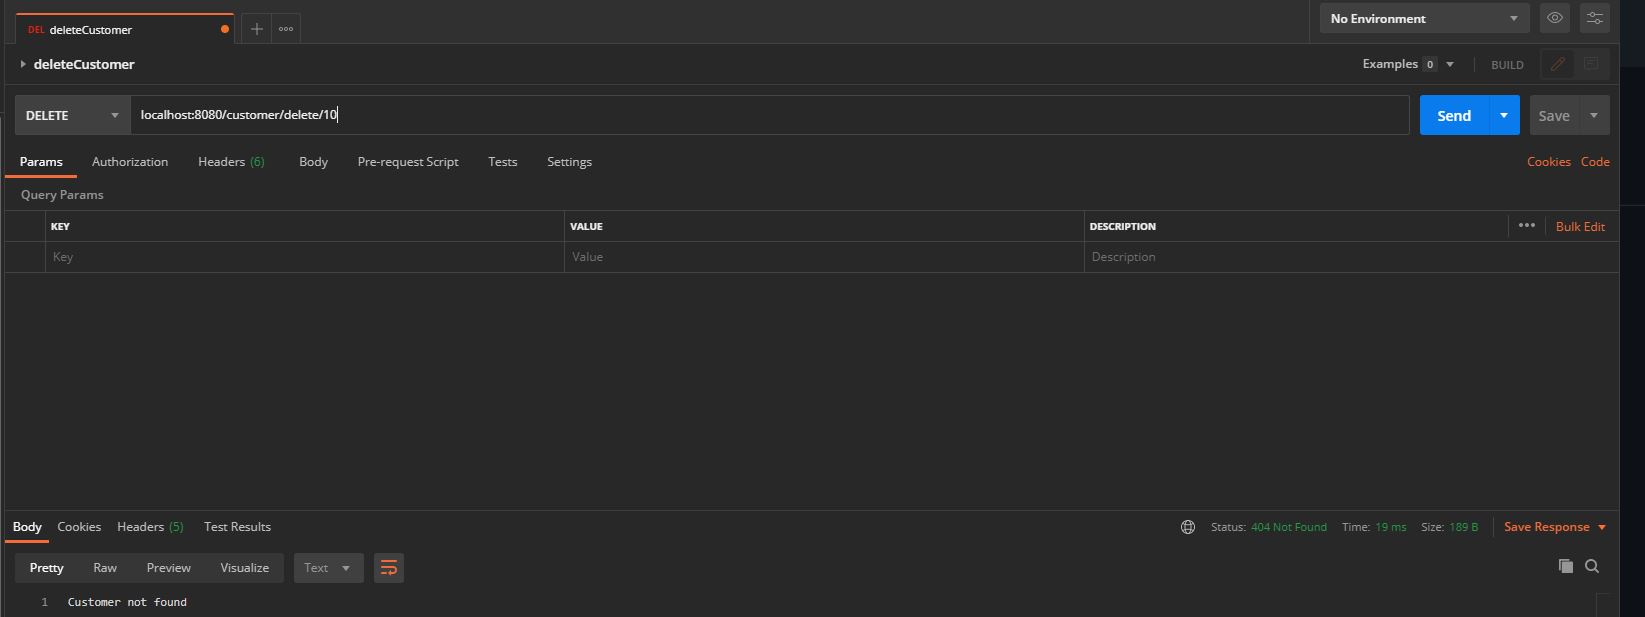 DEL deleteCustomer
No Environment
deleteCustomer
Examples 0
BUILD
DELETE
localhost:8080/customer/delete/10
Send
Save
Params Authorization Headers (6) Body Pre-request Script Tests Settings
Cookies Code
Query Params
KEY VALUE DESCRIPTION
Bulk Edit
Key Value Description
Body Cookies Headers (5) Test Results
Status: 404 Not Found Time: 19 ms Size: 189 B
Save Response
Pretty Raw Preview Visualize
Text
1 Customer not found